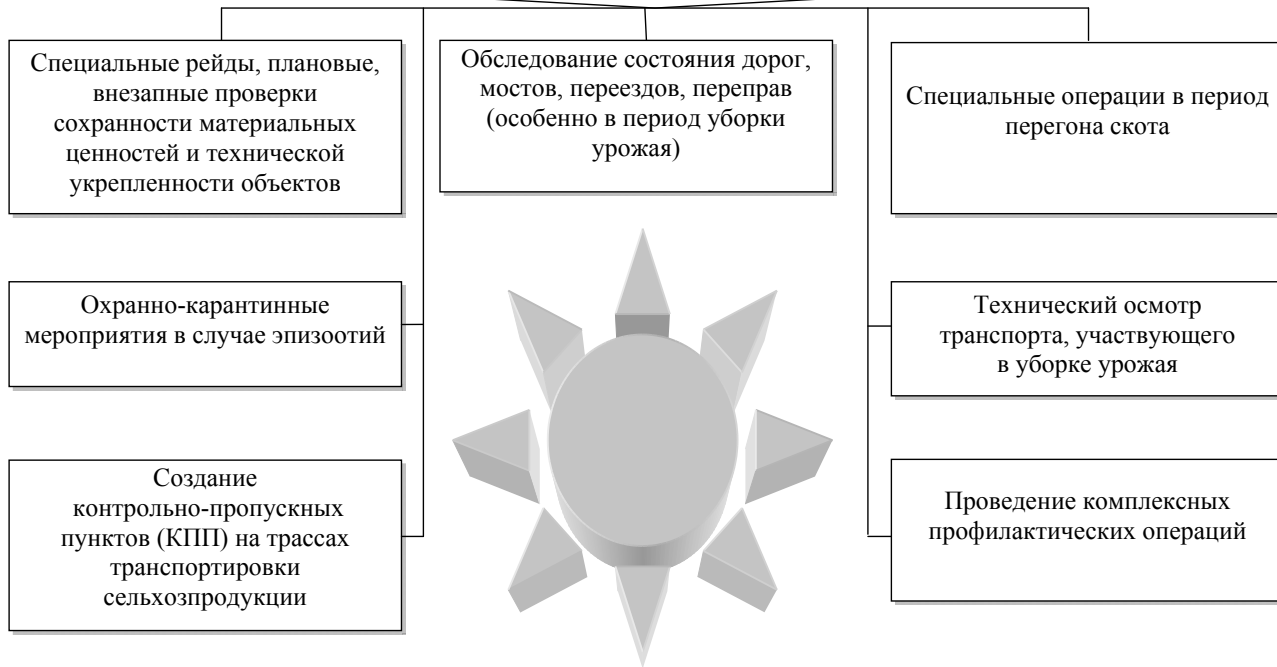 Специальные рейды, плановые,
внезапные проверки
сохранности материальных
ценностей и технической
укрепленности объектов
Обследование состояния дорог,
мостов, переездов, переправ
(особенно в период уборки
урожая)
Специальные операции в период
перегона скота
Охранно-карантинные
мероприятия в случае эпизоотий
Технический осмотр
транспорта, участвующего
в уборке урожая
Создание
контрольно-пропускных
пунктов (КПП) на трассах
транспортировки
сельхозпродукции
Проведение комплексных
профилактических операций